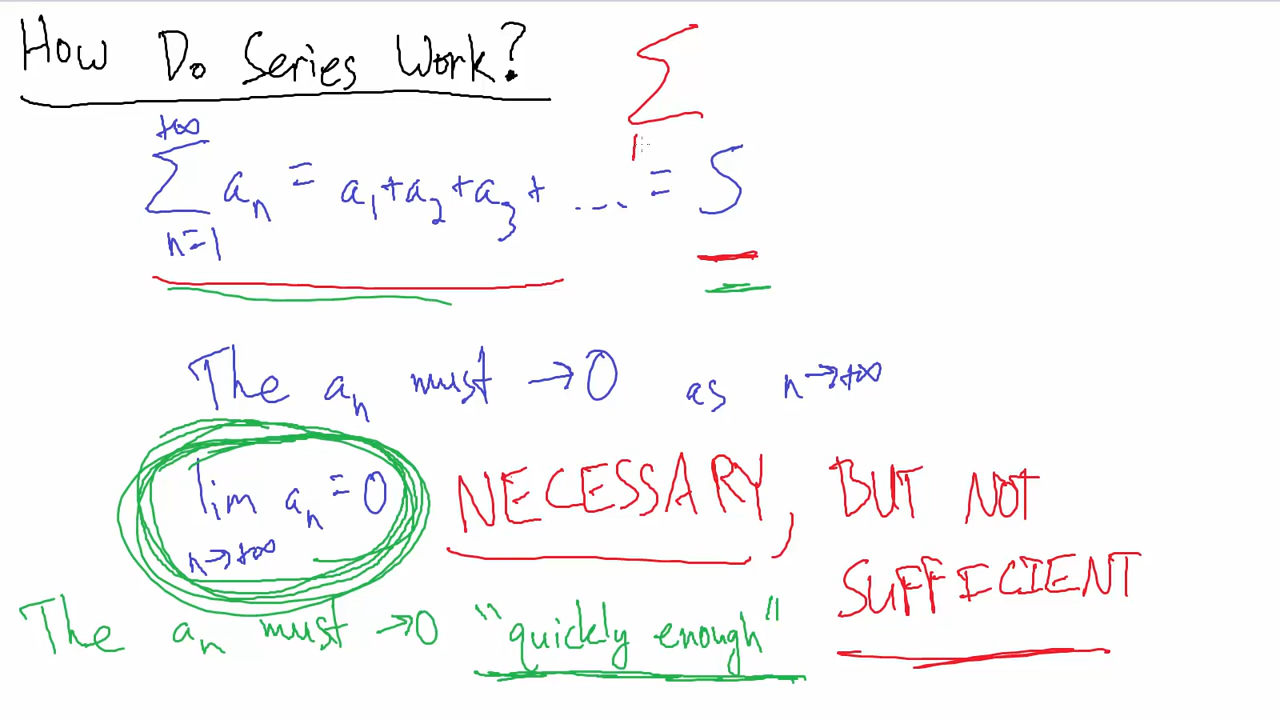 How Do Series Work?
∑
+∞
∑ aₙ = a₁+a₂+a₃+ ... = S
n=1
The aₙ must →0 as n→+∞
lim aₙ = 0 NECESSARY, BUT NOT
n→+∞
SUFFICIENT
The aₙ must →0 "quickly enough"